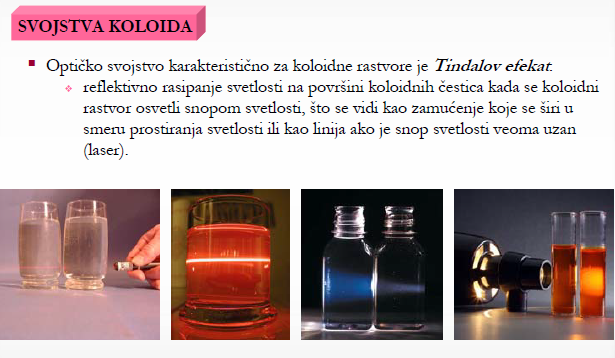 SVOJSTVA KOLOIDA
Optičko svojstvo karakteristično za koloidne rastvore je Tindalov efekat:
reflektivno rasipanje svetlosti na površini koloidnih čestica kada se koloidni
rastvor osvetli snopom svetlosti, što se vidi kao zamućenje koje se širi u
smeru prostiranja svetlosti ili kao linija ako je snop svetlosti veoma uzan
(laser).